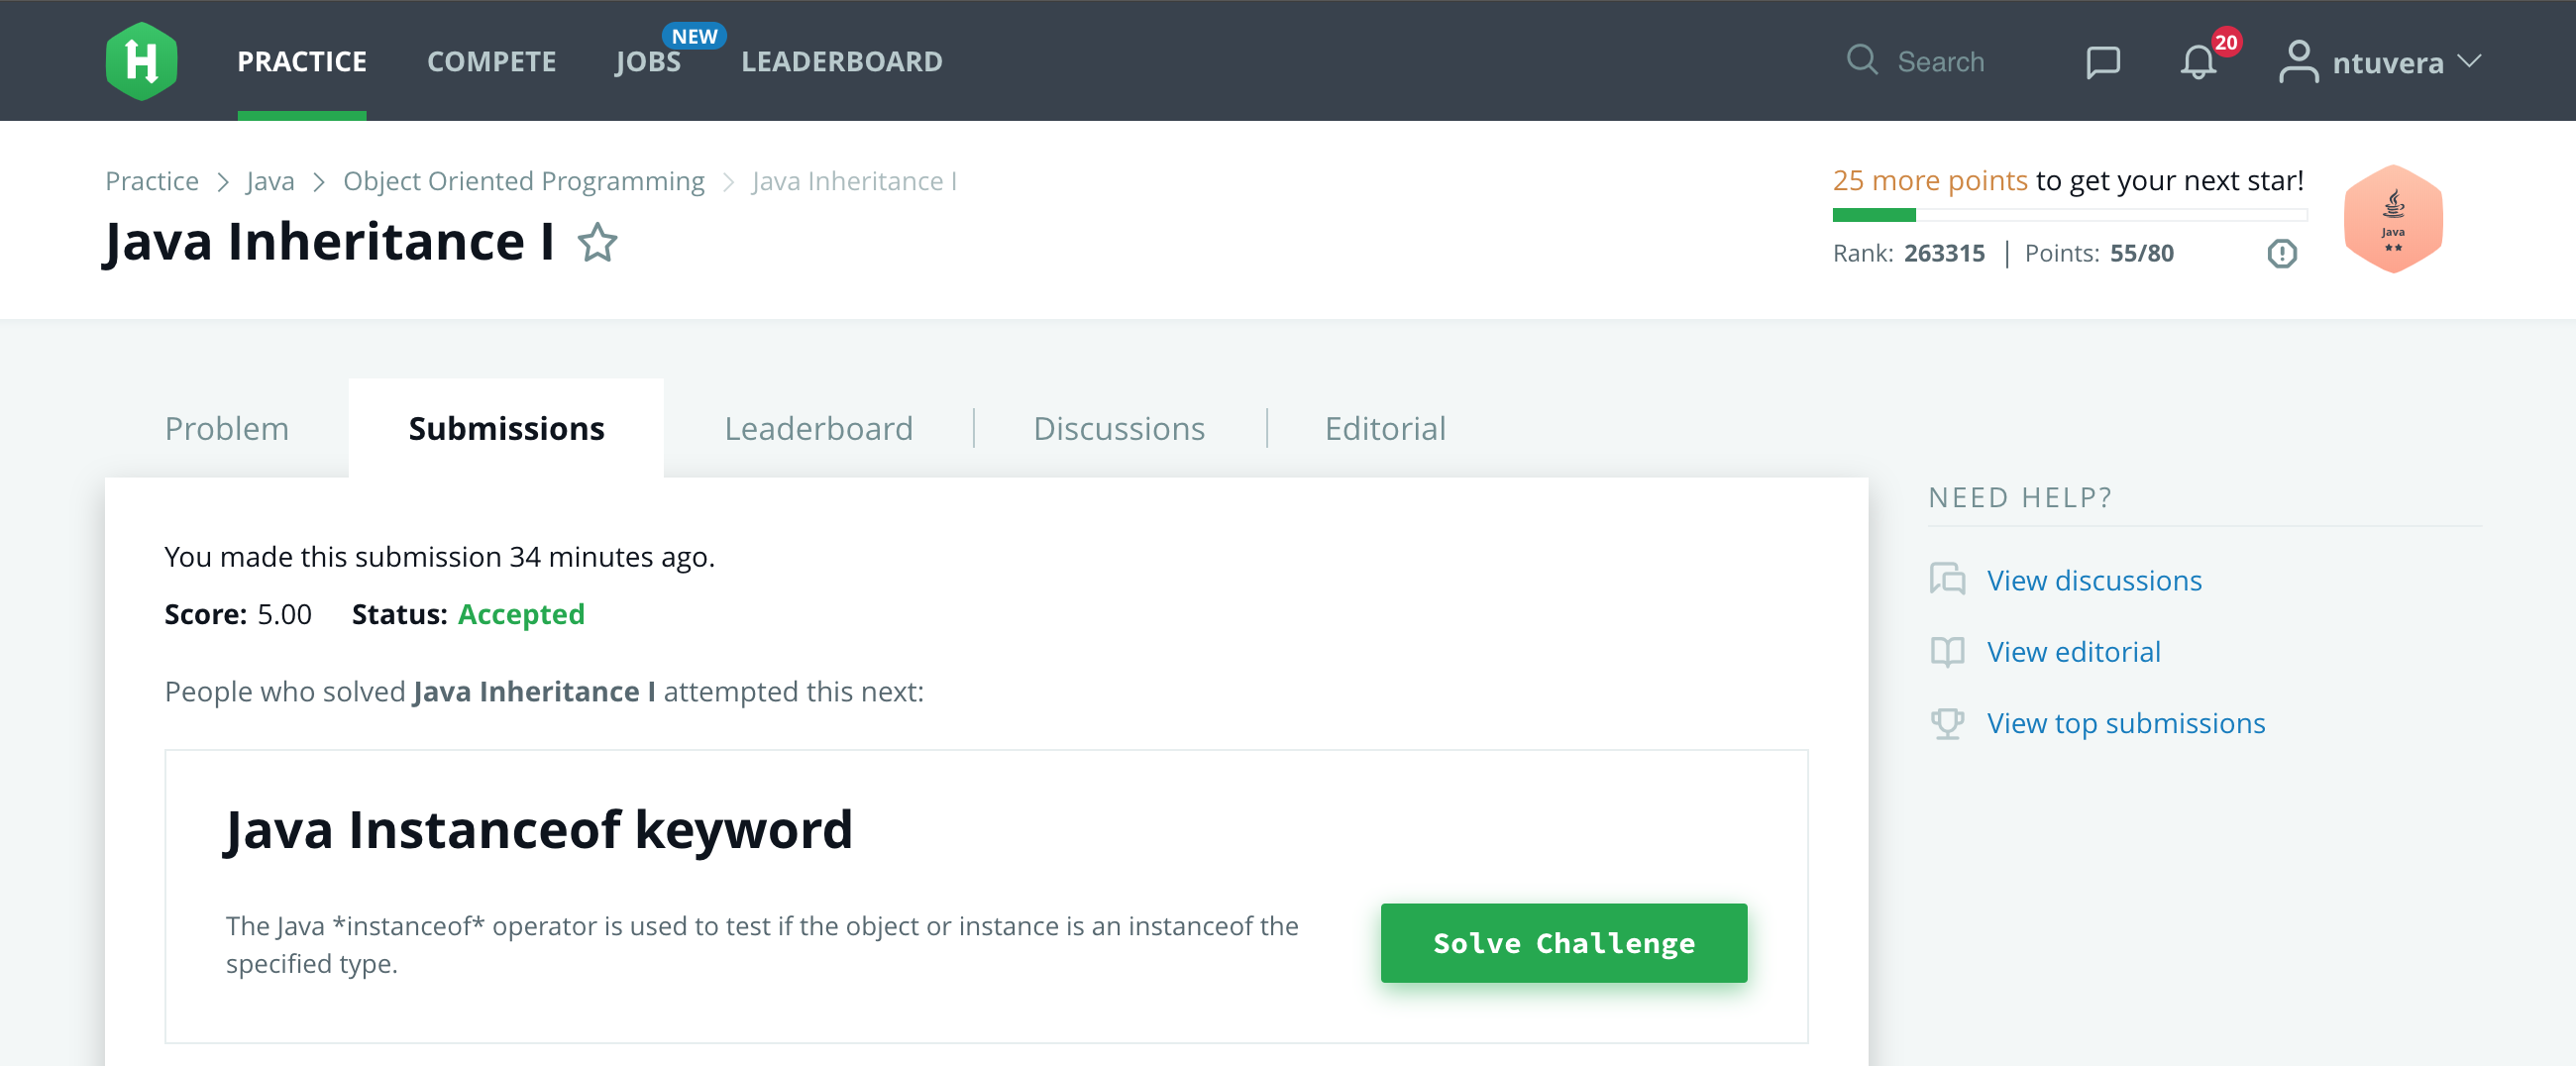 PRACTICE COMPETE JOBS NEW LEADERBOARD Search 20 ntuvera
Practice > Java > Object Oriented Programming > Java Inheritance I
Java Inheritance I
25 more points to get your next star!
Rank: 263315 | Points: 55/80
Java
Problem Submissions Leaderboard Discussions Editorial
You made this submission 34 minutes ago.
Score: 5.00 Status: Accepted
People who solved Java Inheritance I attempted this next:
Java Instanceof keyword
The Java *instanceof* operator is used to test if the object or instance is an instanceof the
specified type.
Solve Challenge
NEED HELP?
View discussions
View editorial
View top submissions